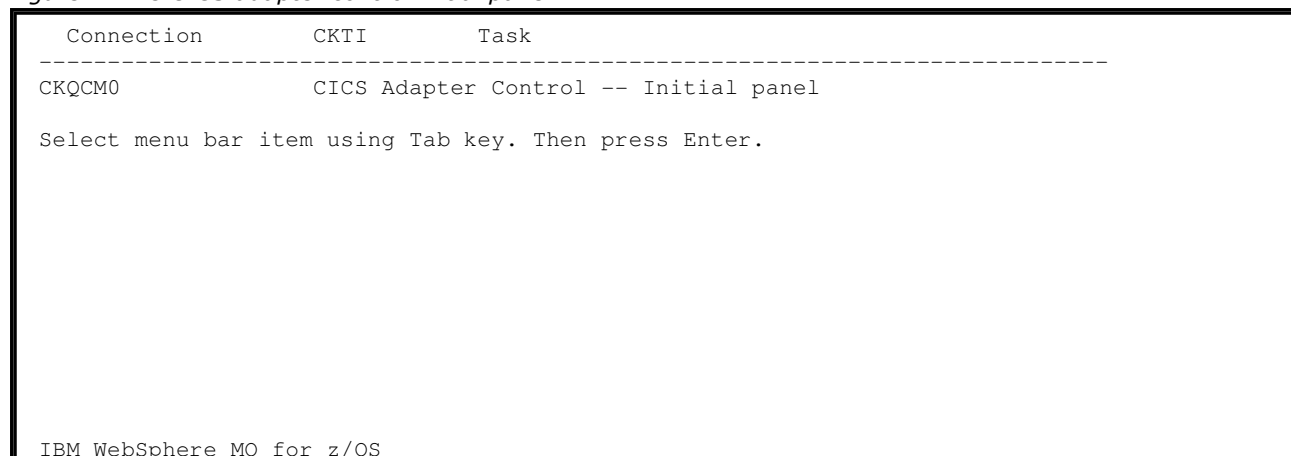 Connection CKTI Task
------------------------------------------------------------------------------
CKQCM0 CICS Adapter Control -- Initial panel
Select menu bar item using Tab key. Then press Enter.
IBM WebSphere MQ for z/OS